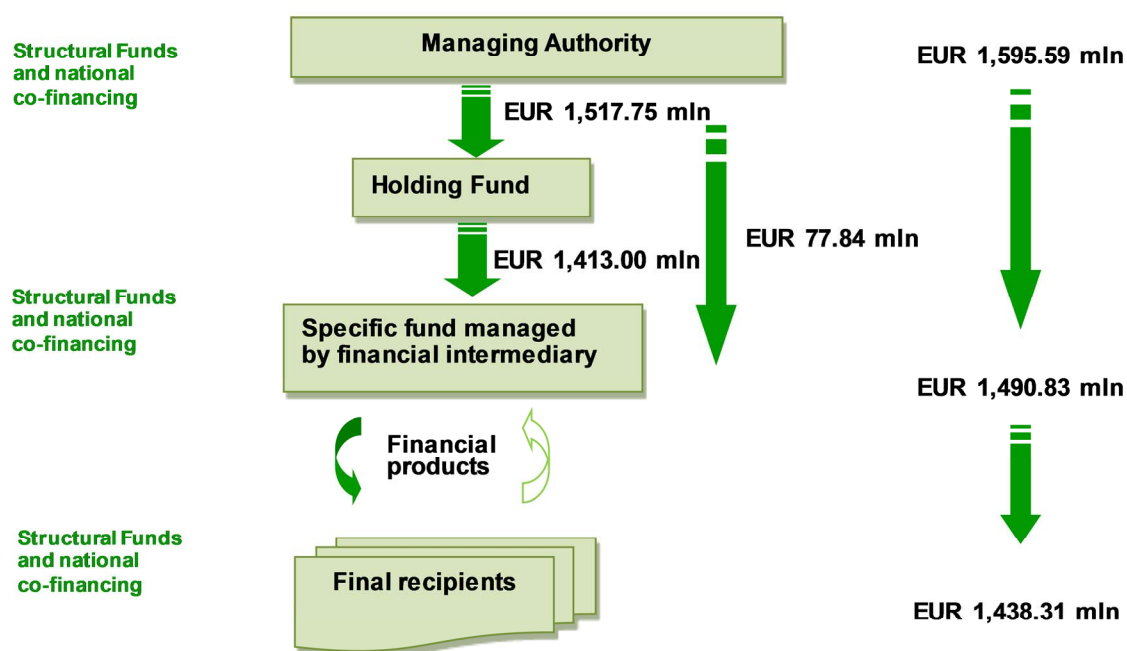 Managing Authority
Structural Funds
and national
co-financing
EUR 1,595.59 mln
EUR 1,517.75 mln
Holding Fund
EUR 77.84 mln
EUR 1,413.00 mln
Structural Funds
and national
co-financing
Specific fund managed
by financial intermediary
EUR 1,490.83 mln
Financial
products
Structural Funds
and national
co-financing
Final recipients
EUR 1,438.31 mln